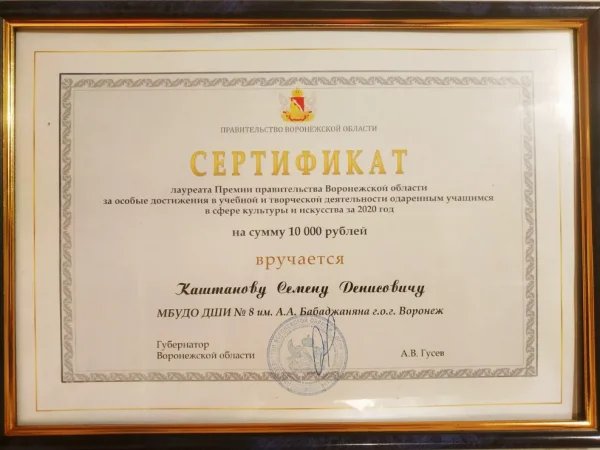 ПРАВИТЕЛЬСТВО ВОРОНЕЖСКОЙ ОБЛАСТИ
СЕРТИФИКАТ
лауреата Премии правительства Воронежской области
за особые достижения в учебной и творческой деятельности одаренным учащимся
в сфере культуры и искусства за 2020 год
на сумму 10 000 рублей
вручается
Каштанову Семену Денисовичу
МБУДО ДШИ № 8 им. А.А. Бабаджаняна г.о.г. Воронеж
Губернатор
Воронежской области
А.В. Гусев